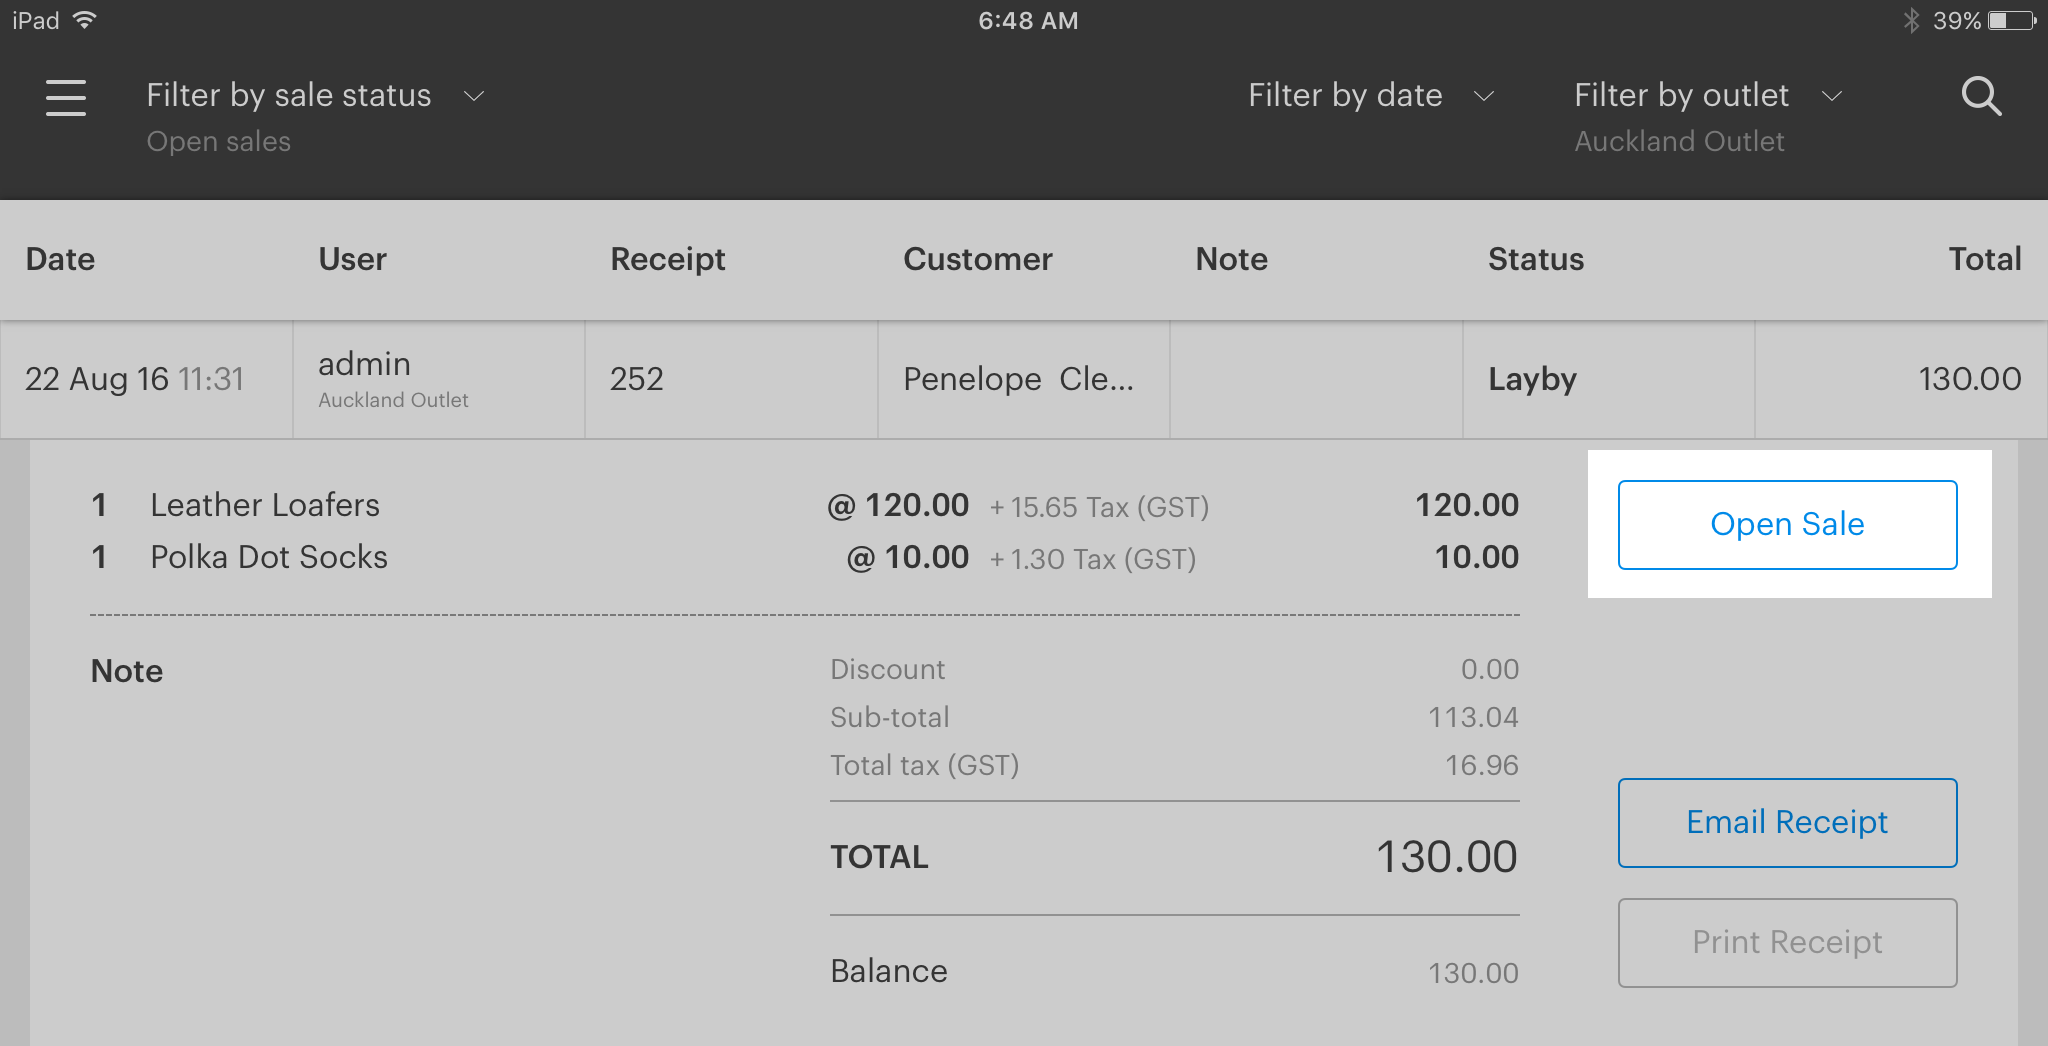 iPad 6:48 AM 39%
Filter by sale status Filter by date Filter by outlet
Open sales Auckland Outlet
Date User Receipt Customer Note Status Total
22 Aug 16 11:31 admin 252 Penelope Cle... Layby 130.00
Auckland Outlet
1 Leather Loafers @ 120.00 + 15.65 Tax (GST) 120.00
Open Sale
1 Polka Dot Socks @ 10.00 + 1.30 Tax (GST) 10.00
Note
Discount 0.00
Sub-total 113.04
Total tax (GST) 16.96
Email Receipt
TOTAL 130.00
Print Receipt
Balance 130.00